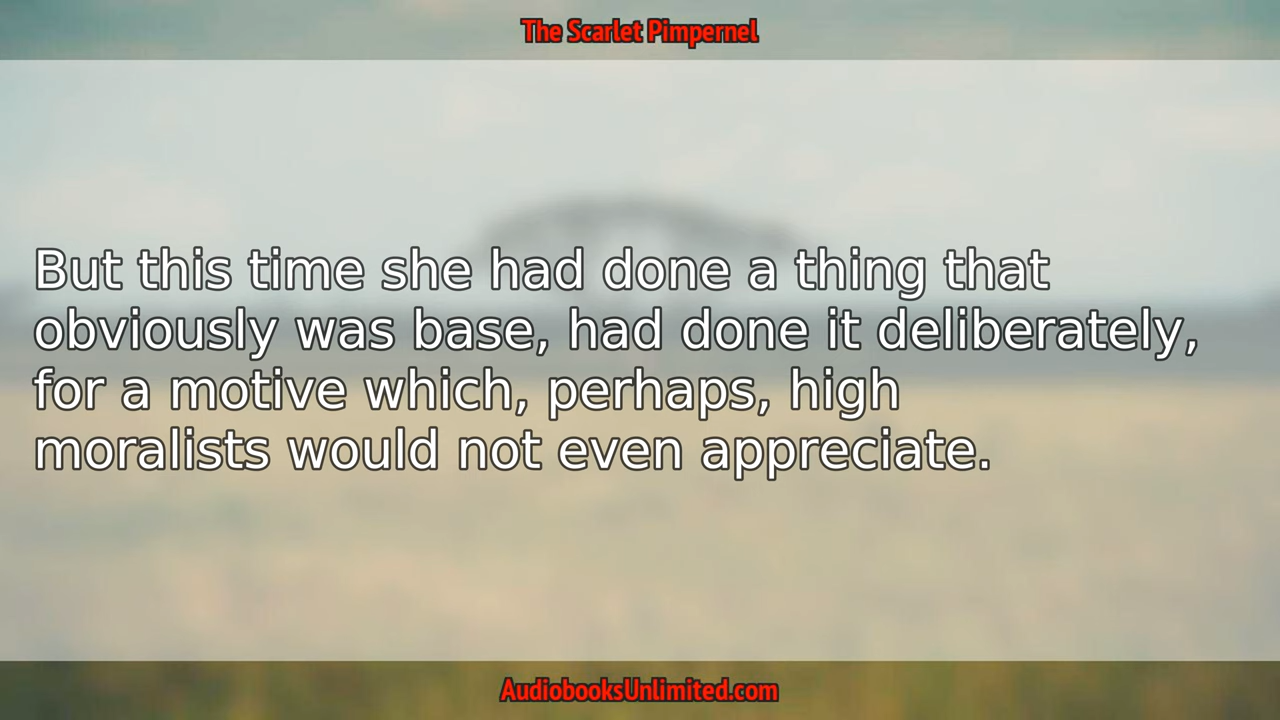 The Scarlet Pimpernel
But this time she had done a thing that
obviously was base, had done it deliberately,
for a motive which, perhaps, high
moralists would not even appreciate.
AudiobooksUnlimited.com